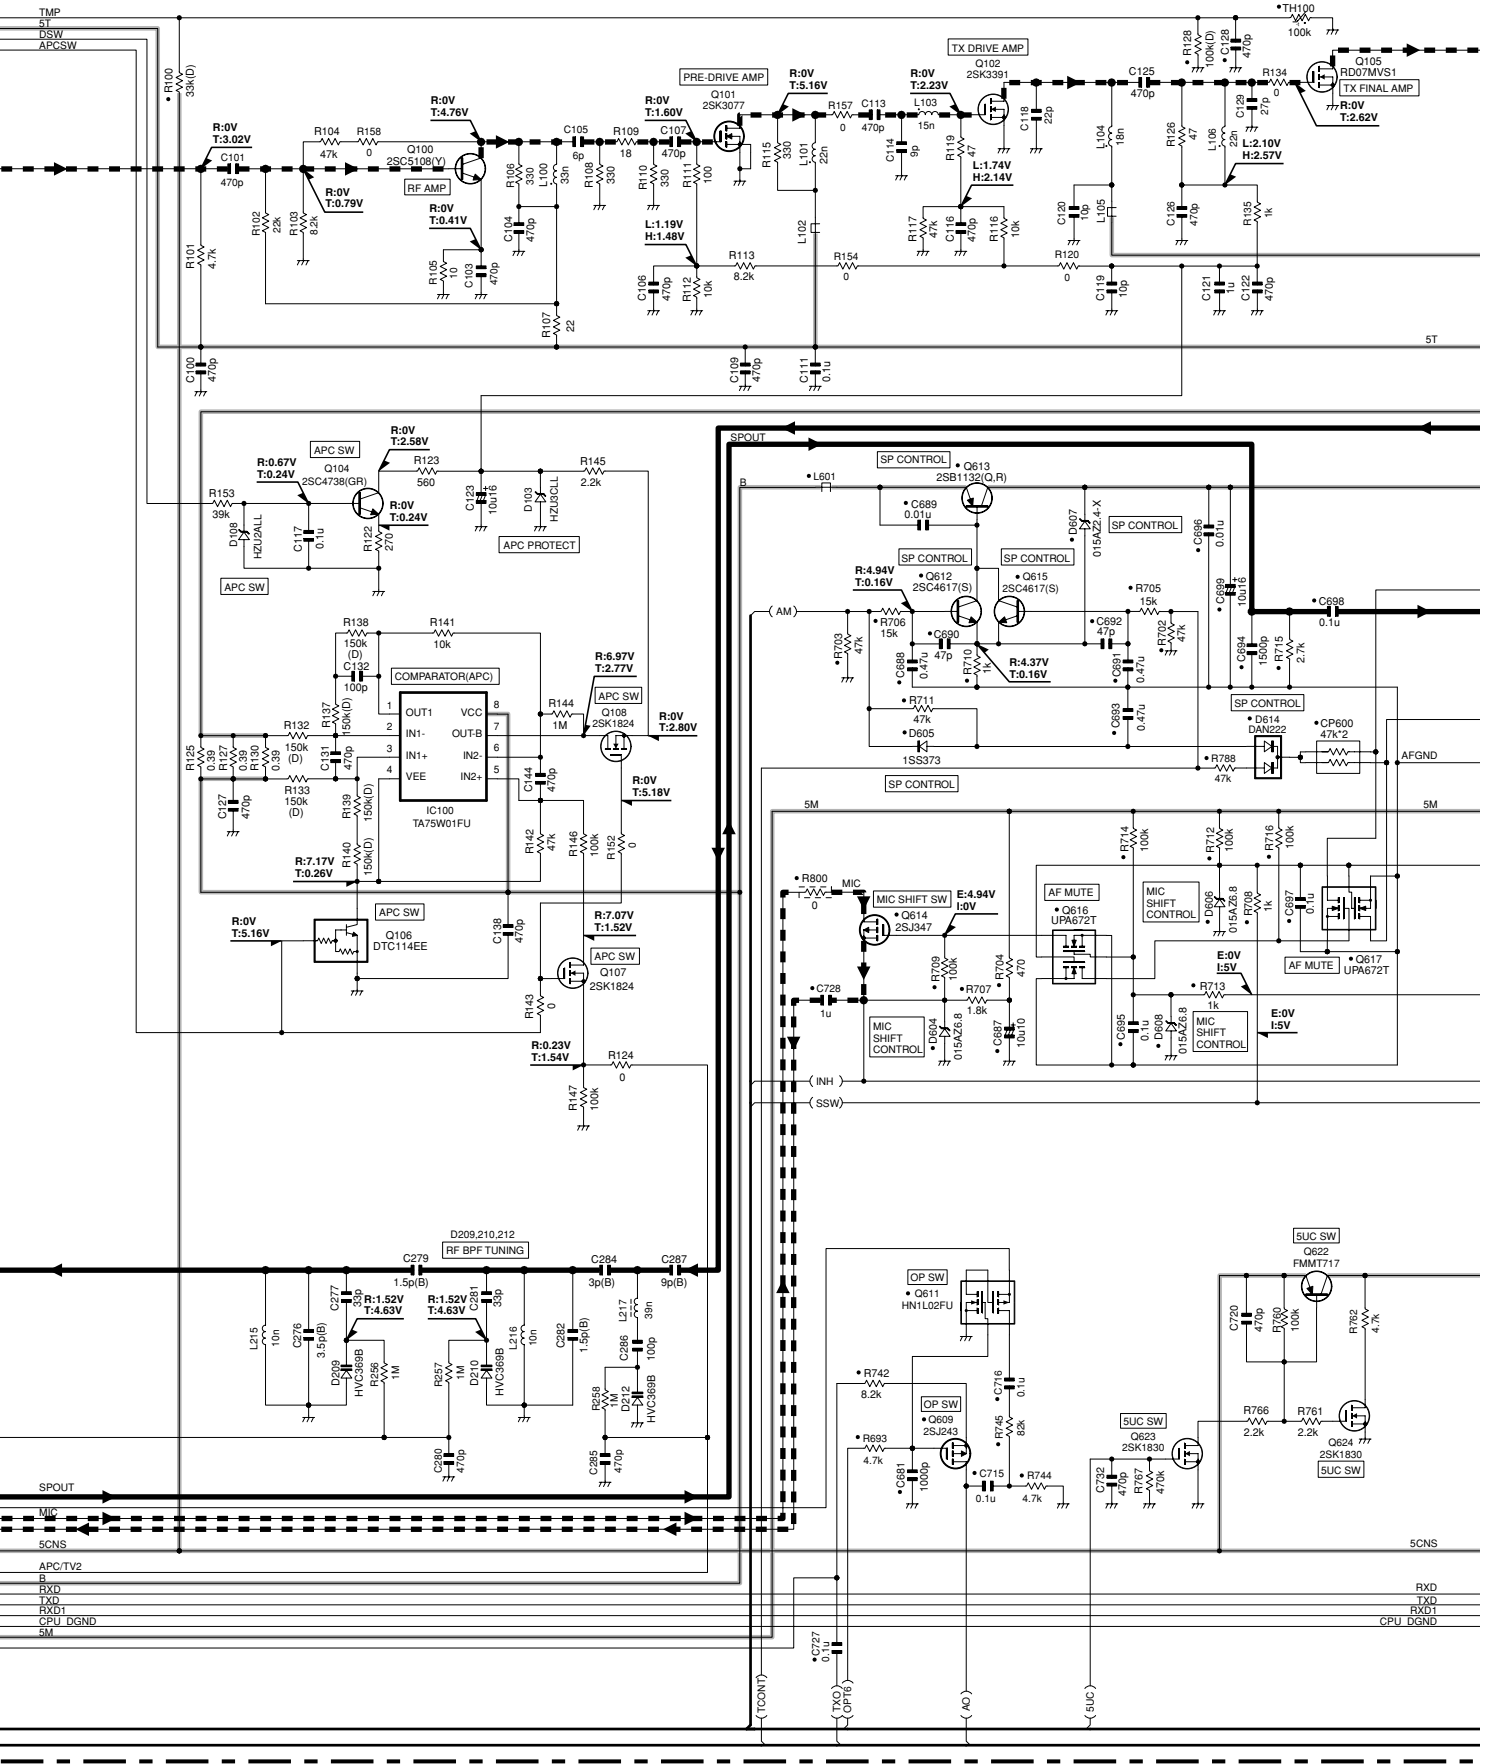 TMP
5T
DSW
APCSW
• R100
33k(D)
R:0V
T:3.02V
C101
470p
R104
47k
R158
0
R102
22k
R103
8.2k
R:0V
T:0.79V
R101
4.7k
C100
470p
R:0V
T:4.76V
Q100
2SC5108(Y)
RF AMP
R:0V
T:0.41V
R105
10
C103
470p
R106
330
L100
33n
C104
470p
R107
22
C105
6p
R108
330
R109
18
R110
330
R:0V
T:1.60V
C107
470p
R111
100
PRE-DRIVE AMP
Q101
2SK3077
L:1.19V
H:1.48V
C106
470p
R112
10k
R113
8.2k
R:0V
T:5.16V
R115
330
L101
22n
L102
C109
470p
C111
0.1u
R157
0
C113
470p
C114
9p
L103
15n
R:0V
T:2.23V
TX DRIVE AMP
Q102
2SK3391
R119
47
L:1.74V
H:2.14V
R117
47k
C116
470p
R116
10k
R154
0
R120
0
C118
22p
L104
18n
C120
10p
L105
C119
10p
C125
470p
R126
47
C126
470p
L106
22n
L:2.10V
H:2.57V
R135
1k
C121
1u
C122
470p
• R128
100k(D)
• C128
470p
C129
27p
R134
0
• TH100
100k
Q105
RD07MVS1
TX FINAL AMP
R:0V
T:2.62V
5T
APC SW
Q104
2SC4738(GR)
R:0V
T:2.58V
R:0.67V
T:0.24V
R:0V
T:0.24V
R153
39k
D108
HZU2ALL
C117
0.1u
R122
270
APC SW
R123
560
C123
10u16
D103
HZU3CLL
R145
2.2k
APC PROTECT
SPOUT
B
• L601
SP CONTROL
• Q613
2SB1132(Q,R)
• C689
0.01u
• D607
015AZ2.4-X
SP CONTROL
SP CONTROL
• Q612
2SC4617(S)
SP CONTROL
• Q615
2SC4617(S)
R:4.94V
T:0.16V
AM
• R703
47k
• R706
15k
• C690
47p
• C688
0.47u
• R710
1k
R:4.37V
T:0.16V
• R705
15k
• C692
47p
• R702
47k
• C691
0.47u
• C693
0.47u
• C696
0.01u
• C699
10u16
• C694
1500p
• R715
2.7k
• C698
0.1u
• R711
47k
• D605
1SS373
SP CONTROL
SP CONTROL
• D614
DAN222
• CP600
47k*2
• R788
47k
AFGND
5M
5M
R138
150k
(D)
R141
10k
C132
100p
COMPARATOR(APC)
R137
150k(D)
R132
150k
(D)
R125
0.39
R127
0.39
R130
0.39
C131
470p
R133
150k
(D)
C127
470p
R139
150k(D)
R140
150k(D)
1
2
3
4
8
7
6
5
OUT1
IN1-
IN1+
VEE
VCC
OUT-B
IN2-
IN2+
IC100
TA75W01FU
R144
1M
C144
470p
R142
47k
R146
100k
R152
0
R:6.97V
T:2.77V
APC SW
Q108
2SK1824
R:0V
T:2.80V
R:0V
T:5.18V
R:7.17V
T:0.26V
R:0V
T:5.16V
APC SW
Q106
DTC114EE
C138
470p
R:7.07V
T:1.52V
APC SW
Q107
2SK1824
R143
0
R:0.23V
T:1.54V
R124
0
R147
100k
• R800
0
MIC
MIC SHIFT SW
• Q614
2SJ347
E:4.94V
I:0V
• R709
100k
• R704
470
• R707
1.8k
• C728
1u
MIC
SHIFT
CONTROL
• D604
015AZ6.8
• C687
10u10
AF MUTE
• Q616
UPA672T
• R714
100k
• R712
100k
• R716
100k
MIC
SHIFT
CONTROL
• D606
015AZ6.8
• R708
1k
• C697
0.1u
AF MUTE
• Q617
UPA672T
E:0V
I:5V
• R713
1k
• C695
0.1u
• D608
015AZ6.8
MIC
SHIFT
CONTROL
E:0V
I:5V
INH
SSW
D209,210,212
RF BPF TUNING
C279
1.5p(B)
C284
3p(B)
C287
9p(B)
L215
10n
C276
3.5p(B)
C277
33p
R:1.52V
T:4.63V
D209
HVC369B
R256
1M
R:1.52V
T:4.63V
C281
33p
R257
1M
D210
HVC369B
L216
10n
C282
1.5p(B)
L217
39n
C286
100p
R258
1M
D212
HVC369B
C280
470p
C285
470p
OP SW
• Q611
HN1L02FU
• R742
8.2k
• C716
0.1u
OP SW
• Q609
2SJ243
• R745
82k
• R693
4.7k
• C681
1000p
• C715
0.1u
• R744
4.7k
5UC SW
Q622
FMMT717
C720
470p
R760
100k
R762
4.7k
5UC SW
Q623
2SK1830
C732
470p
R767
470k
R766
2.2k
R761
2.2k
Q624
2SK1830
5UC SW
SPOUT
MIC
5CNS
5CNS
APC/TV2
B
RXD
TXD
RXD1
CPU DGND
5M
RXD
TXD
RXD1
CPU DGND
• C727
0.1u
TCONT
TXO
OPT6
AO
5UC